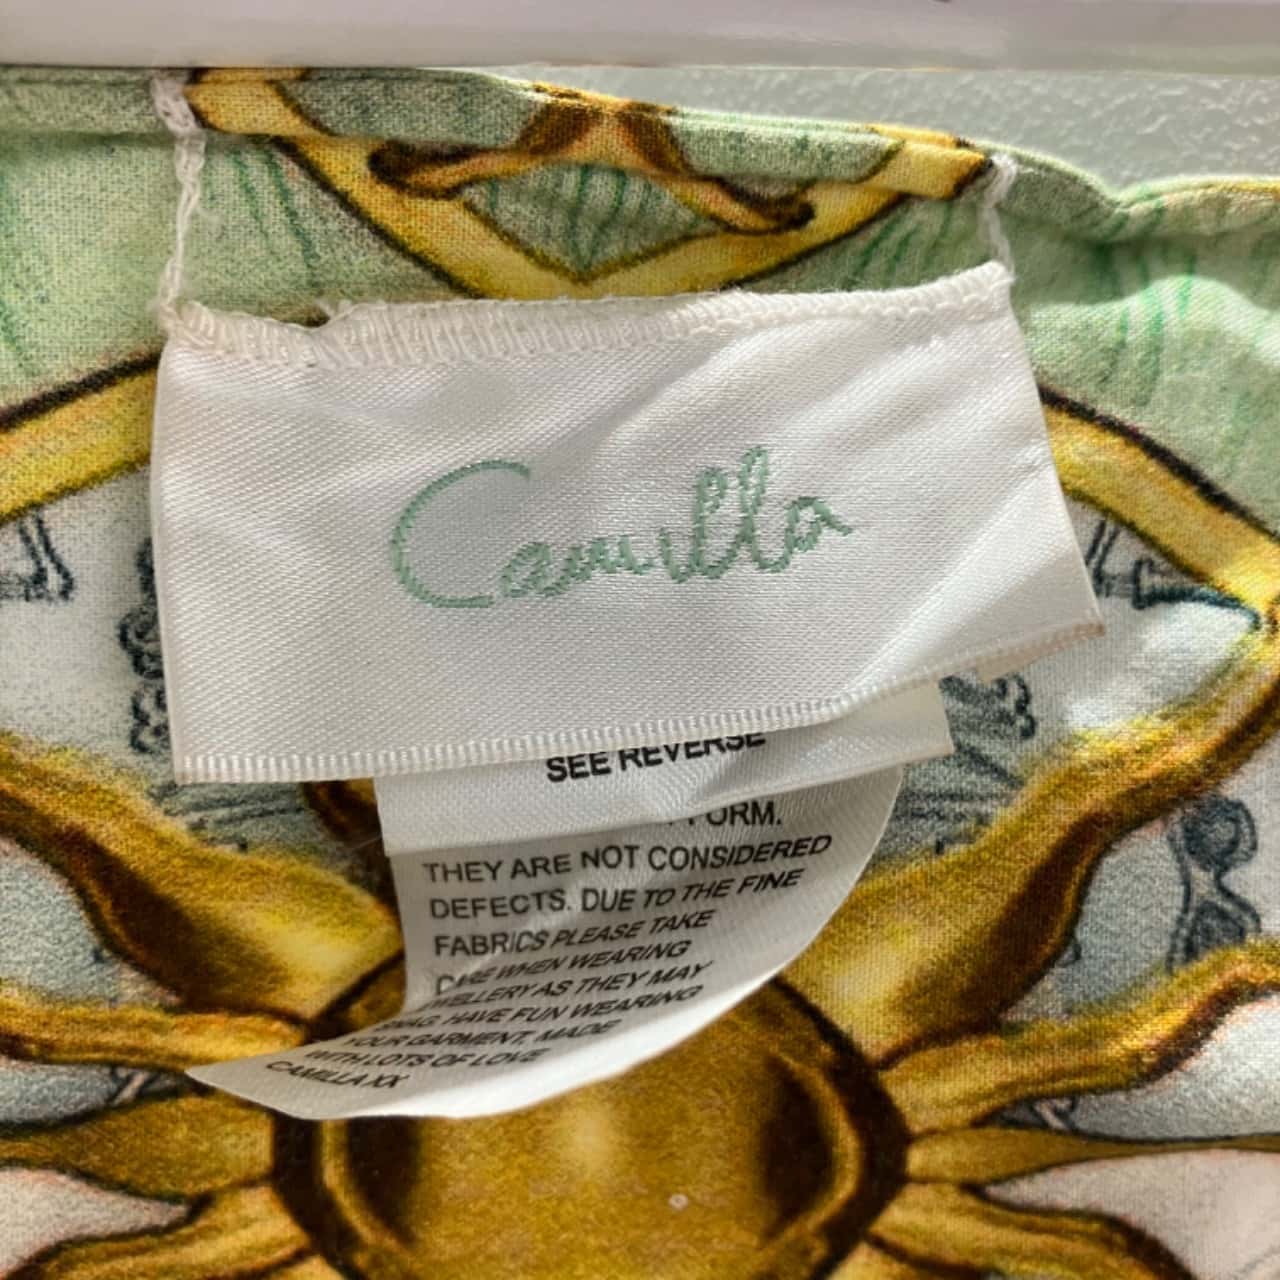 Camilla
SEE REVERSE
FORM.
THEY ARE NOT CONSIDERED
DEFECTS. DUE TO THE FINE
FABRICS PLEASE TAKE
CARE WHEN WEARING
JEWELLERY AS THEY MAY
SNAG. HAVE FUN WEARING
YOUR GARMENT, MADE
WITH LOTS OF LOVE
CAMILLA XX